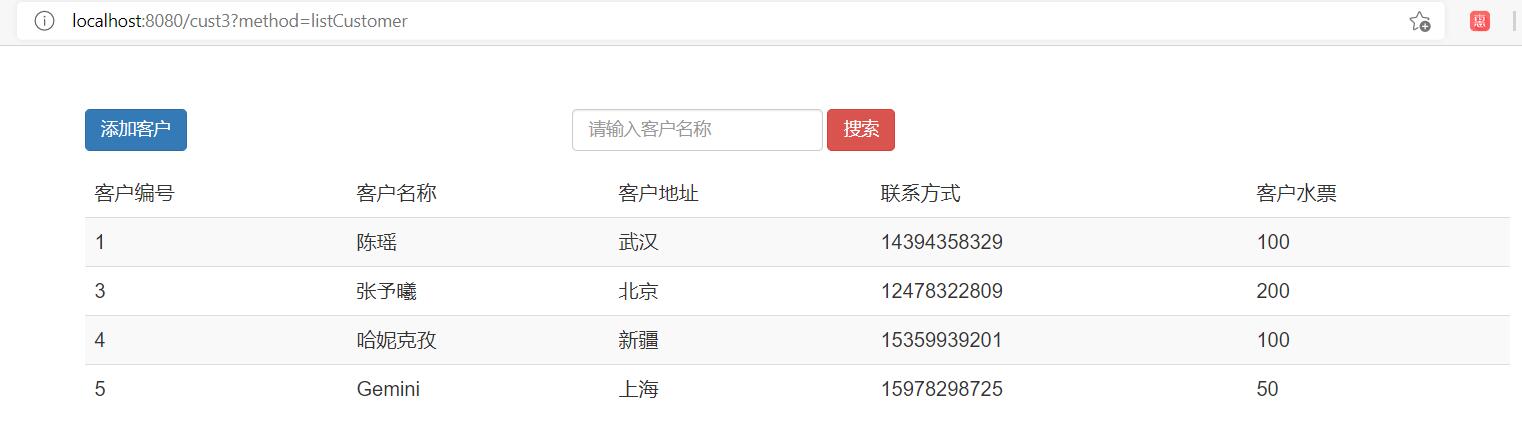 localhost:8080/cust3?method=listCustomer 惠
添加客户 请输入客户名称 搜索
客户编号 客户名称 客户地址 联系方式 客户水票
1 陈瑶 武汉 14394358329 100
3 张予曦 北京 12478322809 200
4 哈妮克孜 新疆 15359939201 100
5 Gemini 上海 15978298725 50